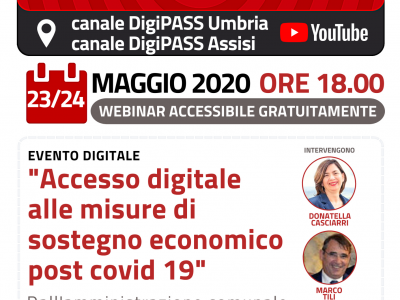 canale DigiPASS Umbria
canale DigiPASS Assisi
YouTube
23/24
MAGGIO 2020 ORE 18.00
WEBINAR ACCESSIBILE GRATUITAMENTE
EVENTO DIGITALE
"Accesso digitale
alle misure di
sostegno economico
post covid 19"
INTERVENGONO
DONATELLA
CASCIARRI
MARCO
TILI